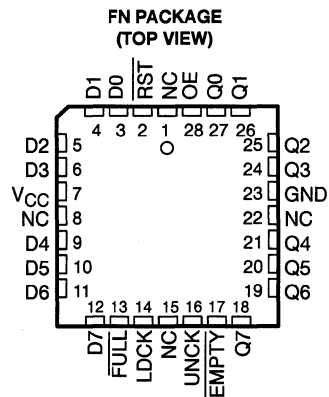 FN PACKAGE
(TOP VIEW)
D1 D0 RST NC OE Q0 Q1
4 3 2 1 28 27 26
D2 5 25 Q2
D3 6 24 Q3
VCC 7 23 GND
NC 8 22 NC
D4 9 21 Q4
D5 10 20 Q5
D6 11 19 Q6
12 13 14 15 16 17 18
D7 FULL LDCK NC UNCK EMPTY Q7